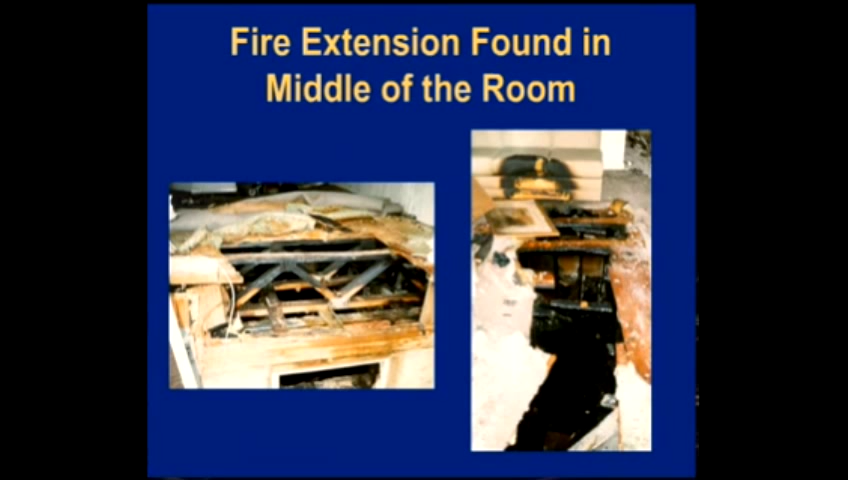 Fire Extension Found in
Middle of the Room